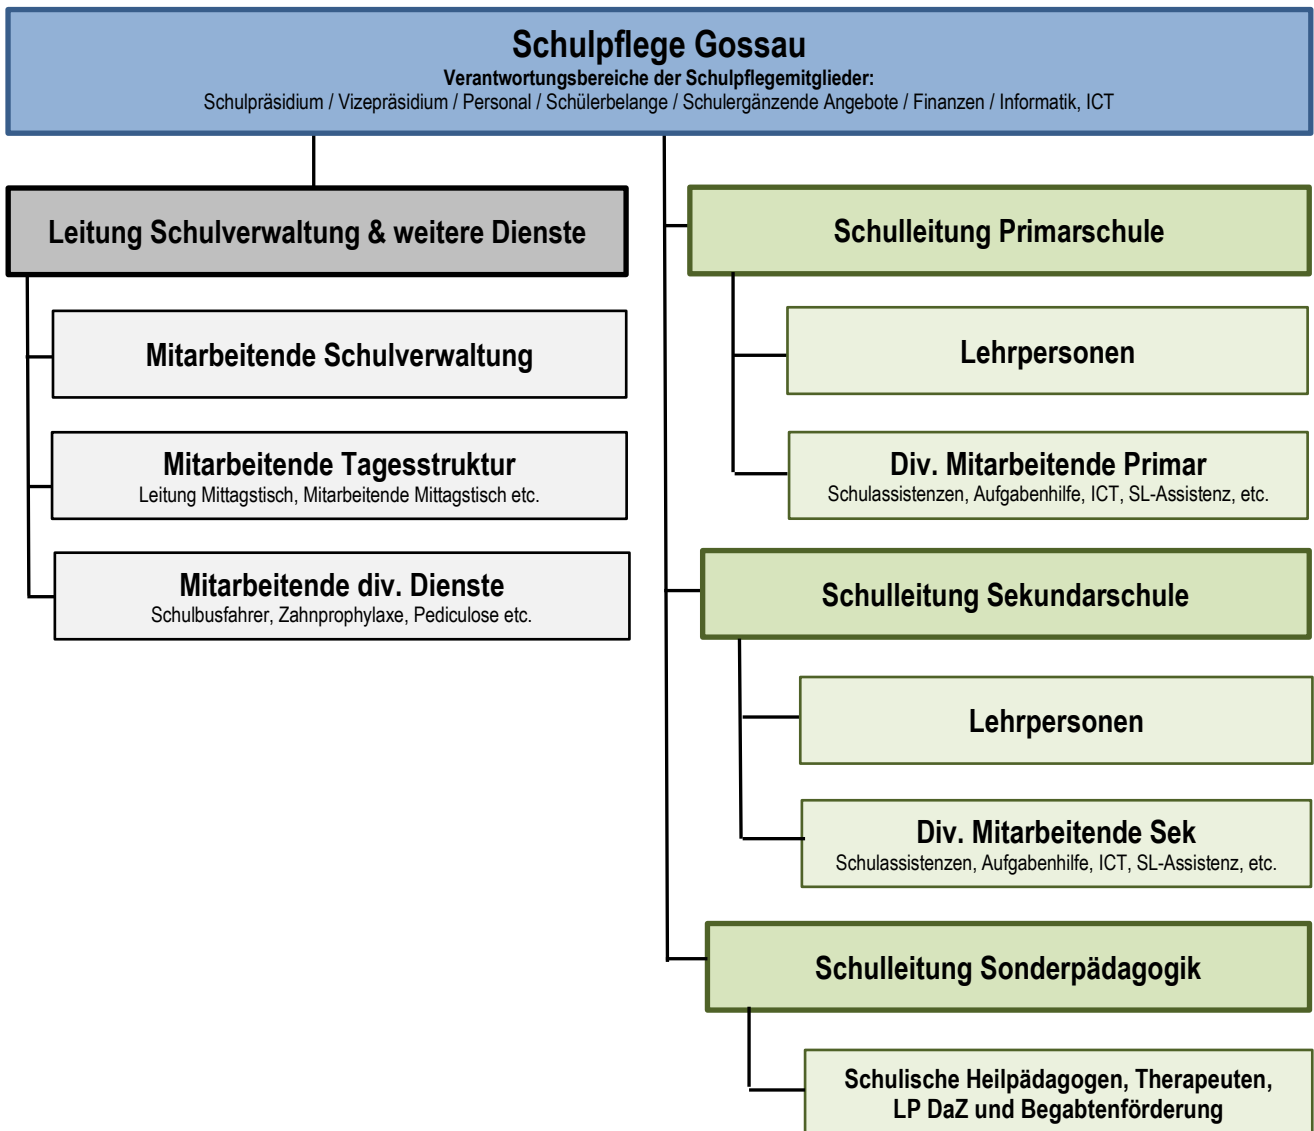 Schulpflege Gossau
Verantwortungsbereiche der Schulpflegemitglieder:
Schulpräsidium / Vizepräsidium / Personal / Schülerbelange / Schulergänzende Angebote / Finanzen / Informatik, ICT
Leitung Schulverwaltung & weitere Dienste
Mitarbeitende Schulverwaltung
Mitarbeitende Tagesstruktur
Leitung Mittagstisch, Mitarbeitende Mittagstisch etc.
Mitarbeitende div. Dienste
Schulbusfahrer, Zahnprophylaxe, Pediculose etc.
Schulleitung Primarschule
Lehrpersonen
Div. Mitarbeitende Primar
Schulassistenzen, Aufgabenhilfe, ICT, SL-Assistenz, etc.
Schulleitung Sekundarschule
Lehrpersonen
Div. Mitarbeitende Sek
Schulassistenzen, Aufgabenhilfe, ICT, SL-Assistenz, etc.
Schulleitung Sonderpädagogik
Schulische Heilpädagogen, Therapeuten,
LP DaZ und Begabtenförderung